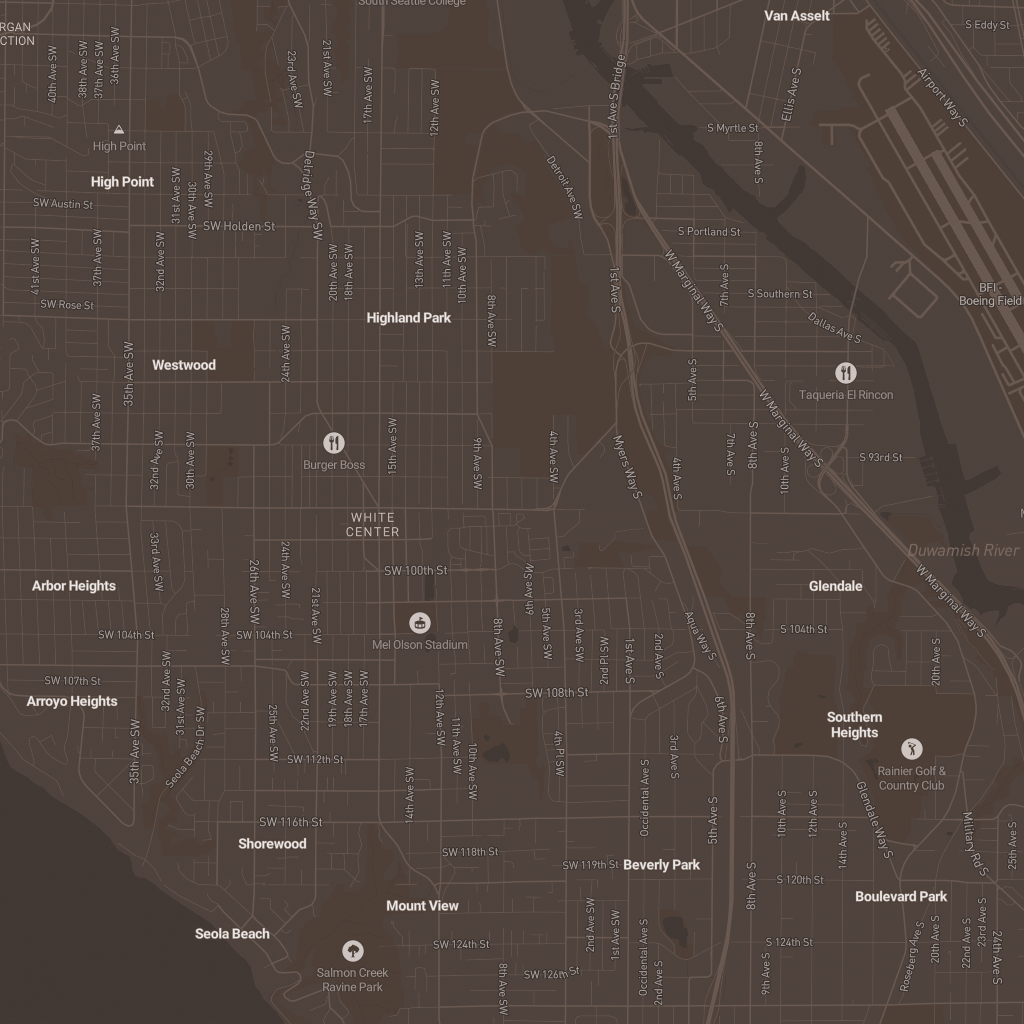 South Seattle College
Van Asselt
S Eddy St
RGAN
CTION
40th Ave SW
38th Ave SW
37th Ave SW
36th Ave SW
23rd Ave SW
21st Ave SW
17th Ave SW
12th Ave SW
1st Ave S Bridge
Ellis Ave S
Airport Way S
High Point
S Myrtle St
8th Ave S
High Point
29th Ave SW
31st Ave SW
30th Ave SW
Delridge Way SW
Detroit Ave SW
SW Austin St
SW Holden St
S Portland St
41st Ave SW
37th Ave SW
32nd Ave SW
20th Ave SW
18th Ave SW
13th Ave SW
11th Ave SW
10th Ave SW
1st Ave S
W Marginal Way S
7th Ave S
S Southern St
BFI -
Boeing Field
SW Rose St
Highland Park
8th Ave SW
Dallas Ave S
Westwood
35th Ave SW
24th Ave SW
5th Ave S
Taqueria El Rincon
37th Ave SW
32nd Ave SW
30th Ave SW
Burger Boss
15th Ave SW
9th Ave SW
4th Ave SW
Myers Way S
4th Ave S
7th Ave S
8th Ave S
10th Ave S
W Marginal Way S
S 93rd St
WHITE
CENTER
Duwamish River
33rd Ave SW
26th Ave SW
24th Ave SW
SW 100th St
Arbor Heights
21st Ave SW
6th Ave SW
Glendale
W Marginal Way S
SW 104th St
28th Ave SW
SW 104th St
Mel Olson Stadium
8th Ave SW
5th Ave SW
3rd Ave SW
2nd Pl SW
1st Ave S
2nd Ave S
Aqua Way S
8th Ave S
S 104th St
20th Ave S
SW 107th St
32nd Ave SW
31st Ave SW
Arroyo Heights
22nd Ave SW
19th Ave SW
18th Ave SW
17th Ave SW
SW 108th St
35th Ave SW
Seola Beach Dr SW
25th Ave SW
12th Ave SW
11th Ave SW
10th Ave SW
4th Pl SW
3rd Ave S
6th Ave S
Southern
Heights
SW 112th St
Rainier Golf &
Country Club
14th Ave SW
Occidental Ave S
5th Ave S
10th Ave S
12th Ave S
14th Ave S
Glendale Way S
Military Rd S
25th Ave S
SW 116th St
Shorewood
SW 118th St
SW 119th St
Beverly Park
8th Ave S
S 120th St
Boulevard Park
Mount View
Seola Beach
SW 124th St
2nd Ave SW
1st Ave SW
Occidental Ave S
2nd Ave S
S 124th St
9th Ave S
Roseberg Ave S
20th Ave S
22nd Ave S
23rd Ave S
24th Ave S
Salmon Creek
Ravine Park
8th Ave SW
SW 126th St